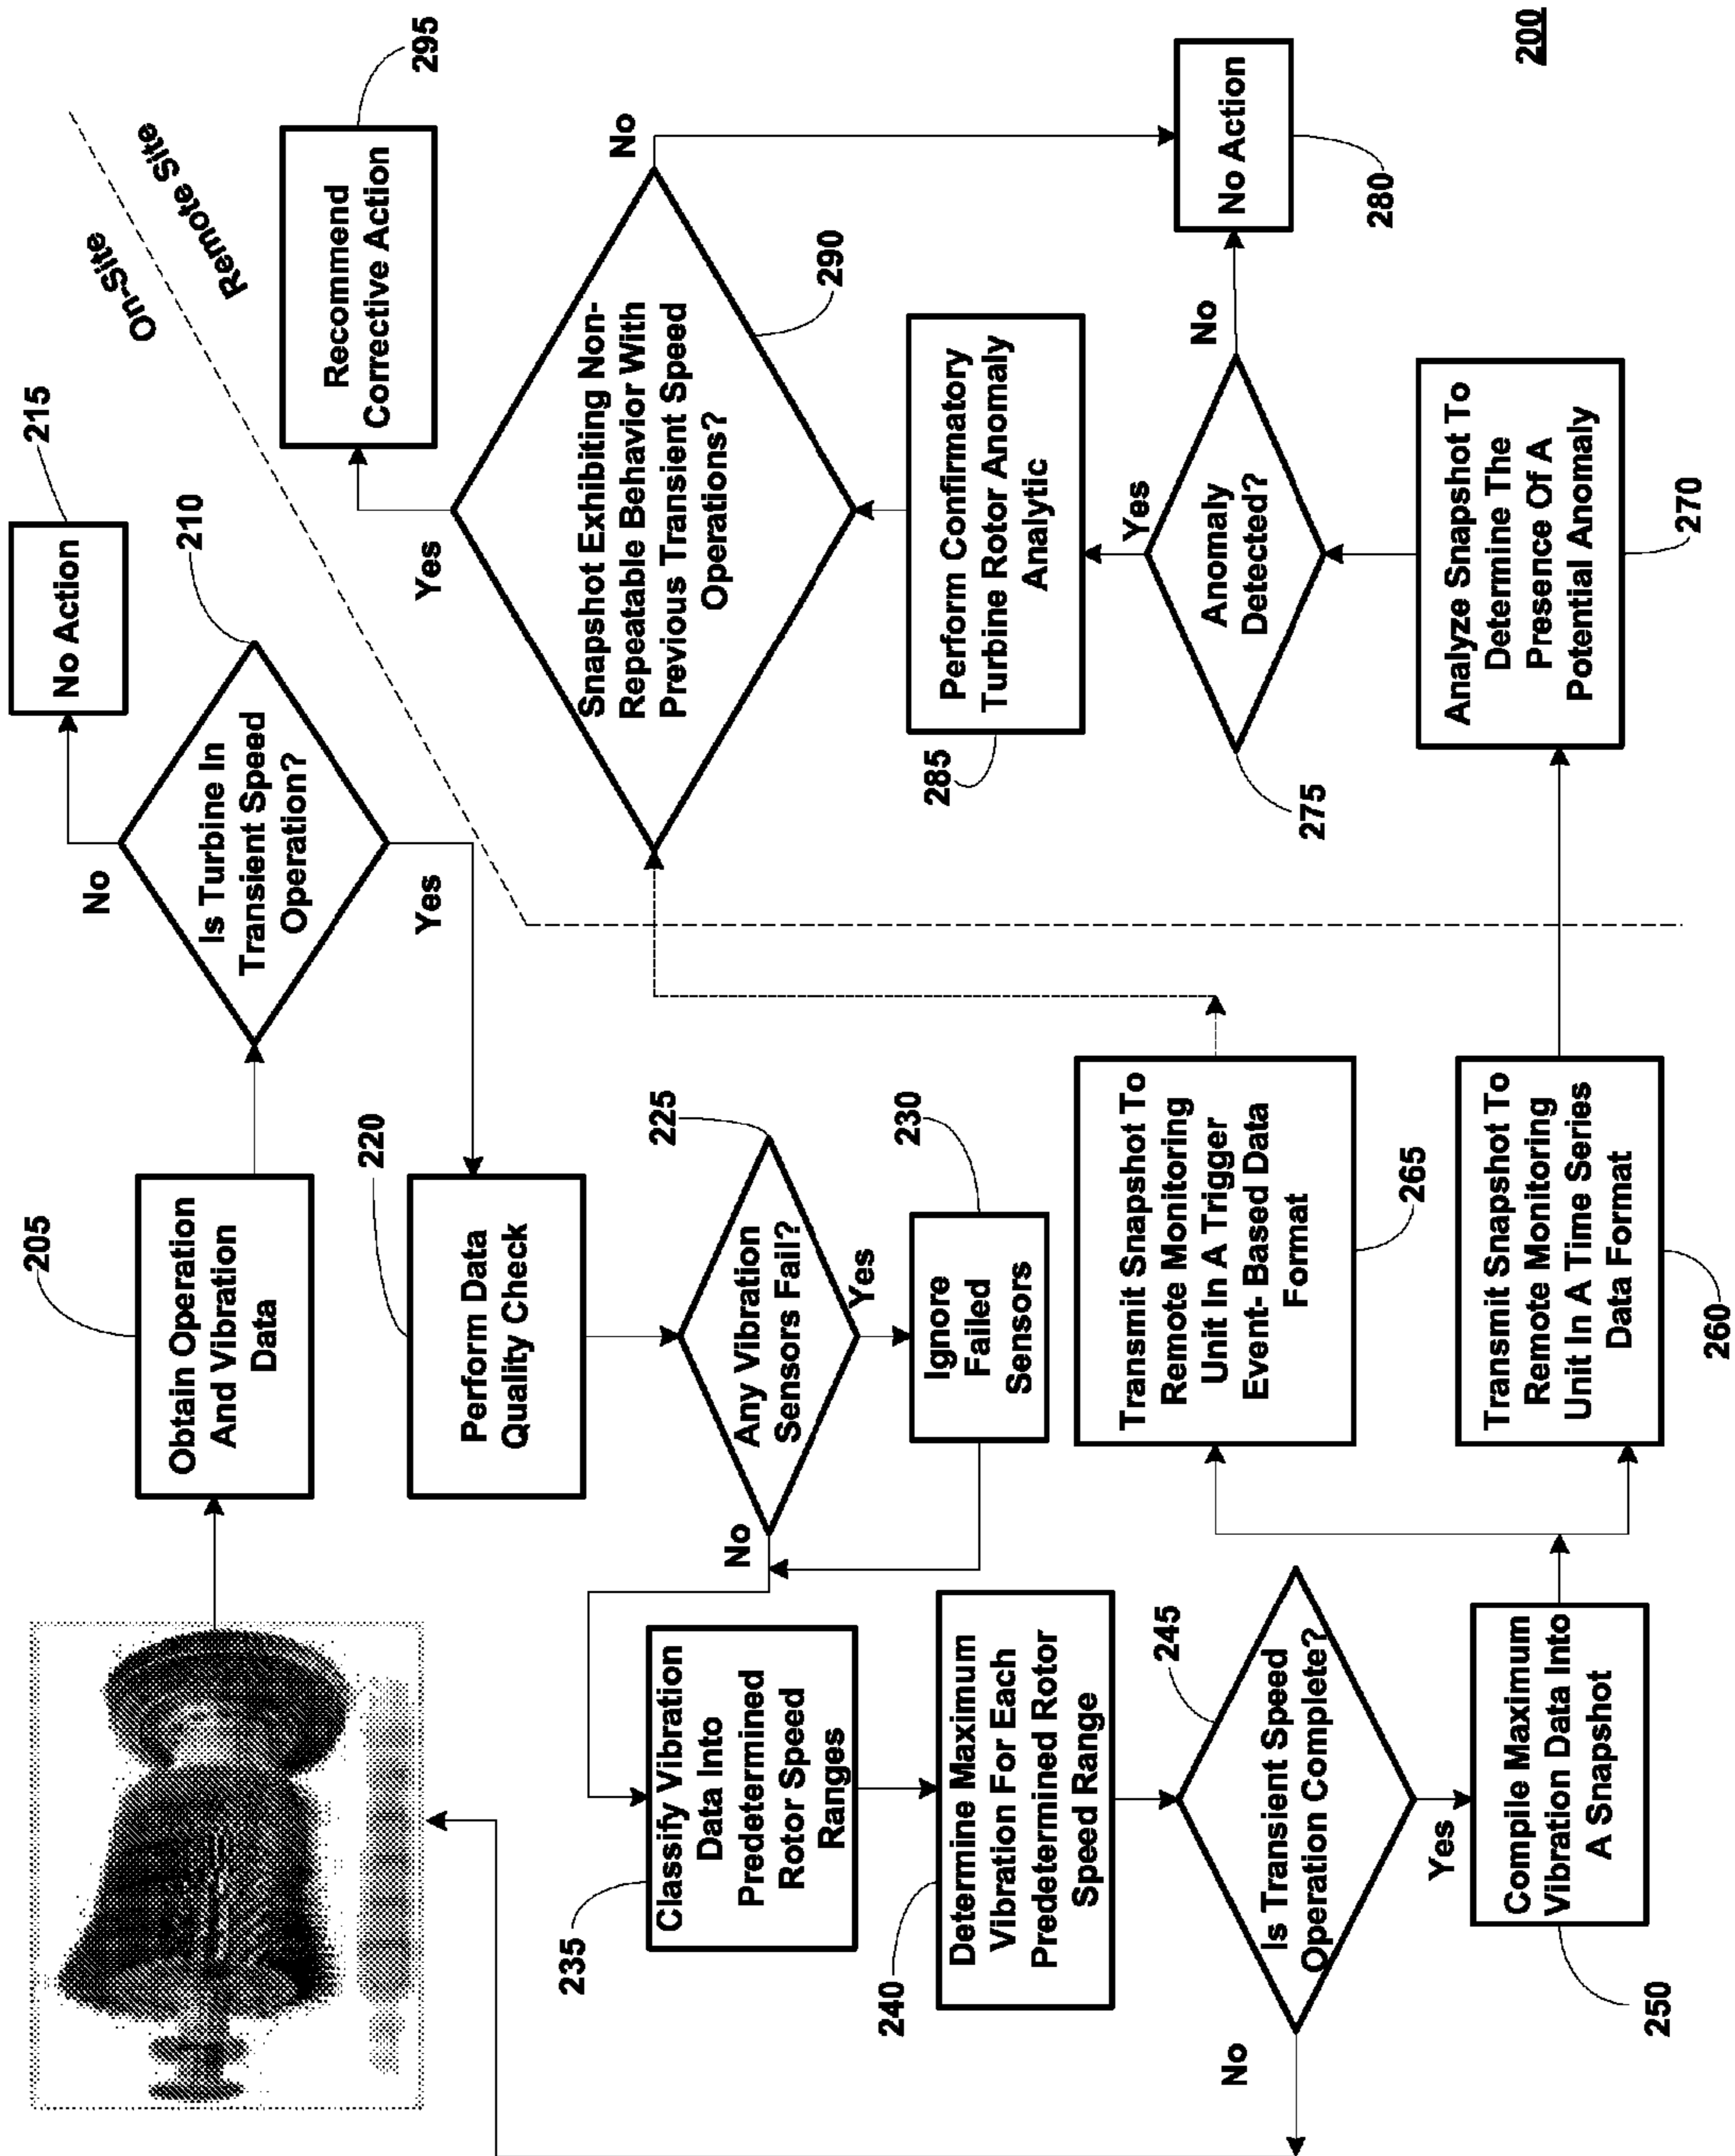 Obtain Operation
And Vibration
Data
205
Is Turbine In
Transient Speed
Operation?
210
No
No Action
215
Yes
Perform Data
Quality Check
220
Any Vibration
Sensors Fail?
225
Yes
Ignore
Failed
Sensors
230
No
Classify Vibration
Data Into
Predetermined
Rotor Speed
Ranges
235
Determine Maximum
Vibration For Each
Predetermined Rotor
Speed Range
240
Is Transient Speed
Operation Complete?
245
No
Yes
Compile Maximum
Vibration Data Into
A Snapshot
250
Transmit Snapshot To
Remote Monitoring
Unit In A Trigger
Event- Based Data
Format
265
Transmit Snapshot To
Remote Monitoring
Unit In A Time Series
Data Format
260
On-Site
Remote Site
Analyze Snapshot To
Determine The
Presence Of A
Potential Anomaly
270
Anomaly
Detected?
275
No
No Action
280
Yes
Perform Confirmatory
Turbine Rotor Anomaly
Analytic
285
Snapshot Exhibiting Non-
Repeatable Behavior With
Previous Transient Speed
Operations?
290
No
Yes
Recommend
Corrective Action
295
200